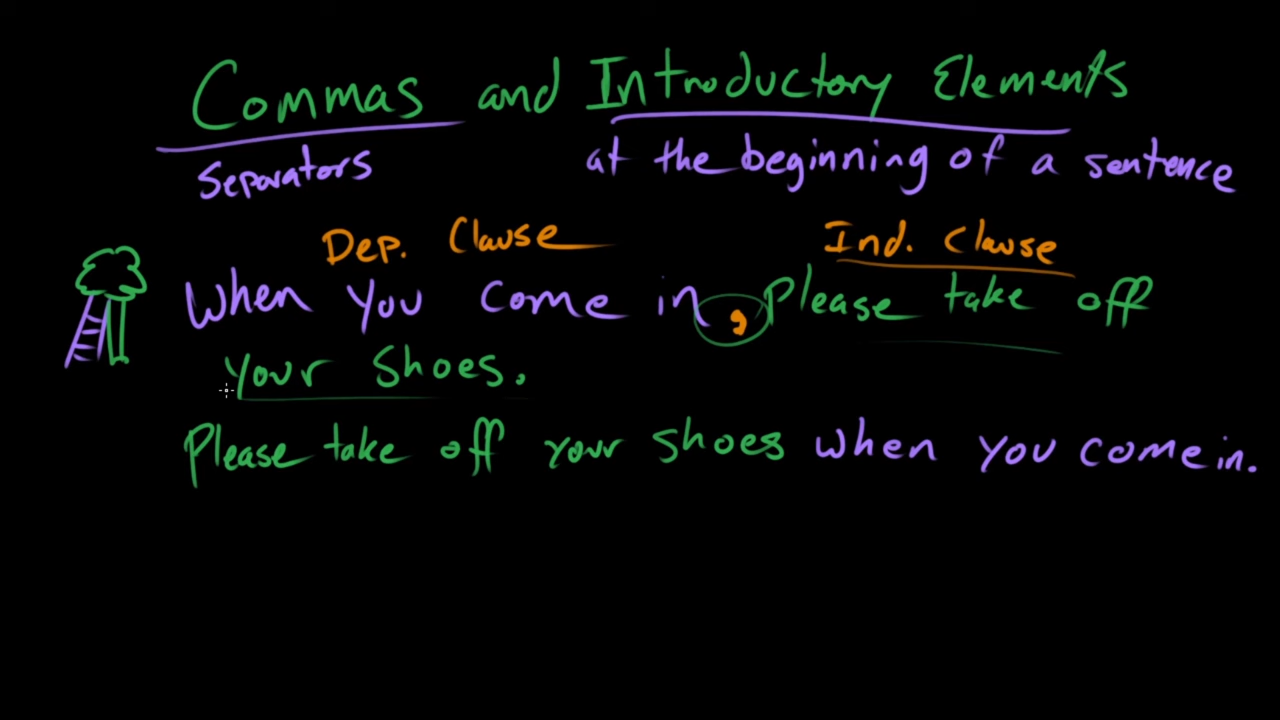 Commas and Introductory Elements
Separators at the beginning of a sentence
Dep. Clause Ind. Clause
When you come in, Please take off
your shoes.
Please take off your shoes when you come in.